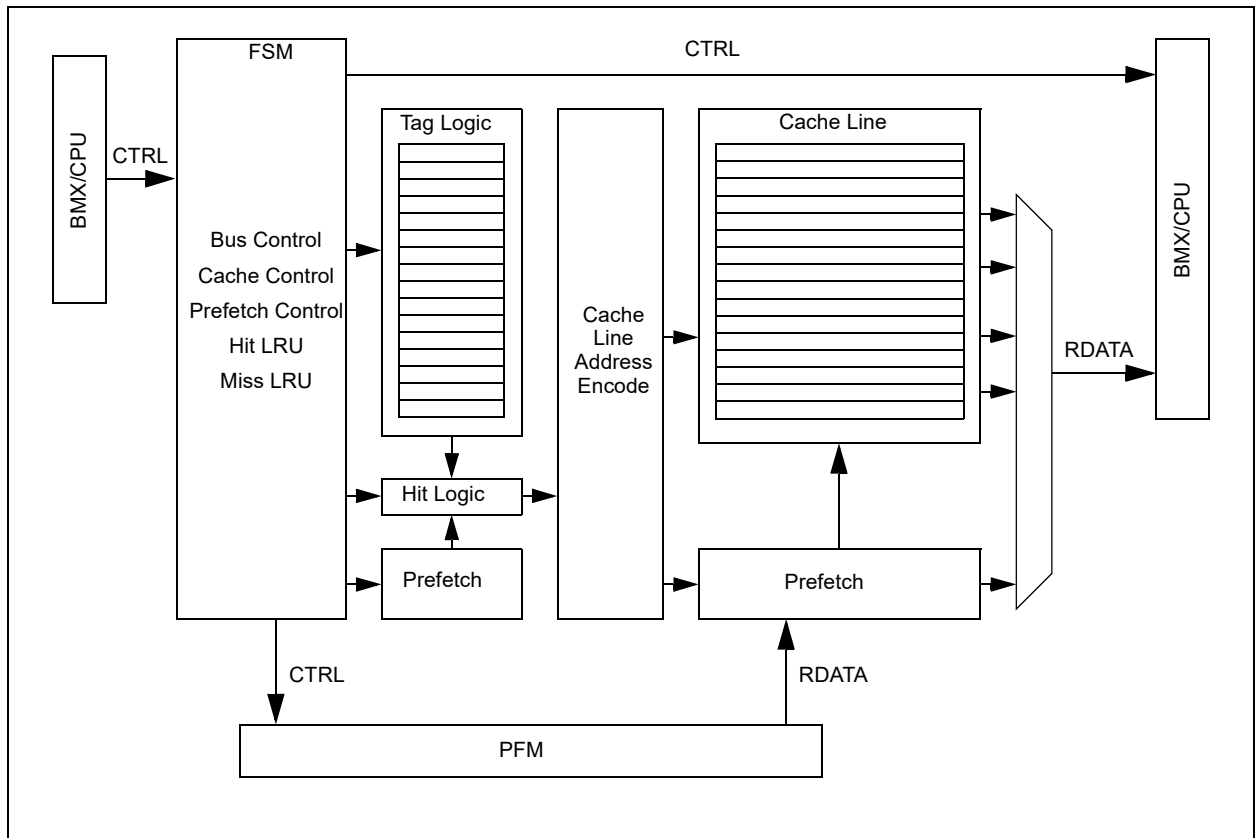 FSM
CTRL
BMX/CPU
CTRL
Tag Logic
Cache Line
BMX/CPU
Bus Control
Cache Control
Prefetch Control
Hit LRU
Miss LRU
Cache
Line
Address
Encode
RDATA
Hit Logic
Prefetch
Prefetch
CTRL
RDATA
PFM